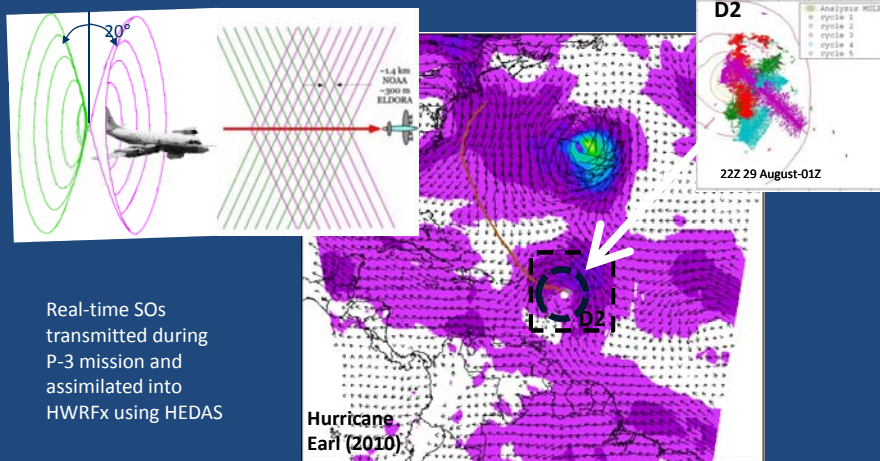 20°
~1.4 km
NOAA
~300 m
ELDORA
D2
Analysis MSLP
cycle 1
cycle 2
cycle 3
cycle 4
cycle 5
22Z 29 August-01Z
D2
Real-time SOs
transmitted during
P-3 mission and
assimilated into
HWRFx using HEDAS
Hurricane
Earl (2010)